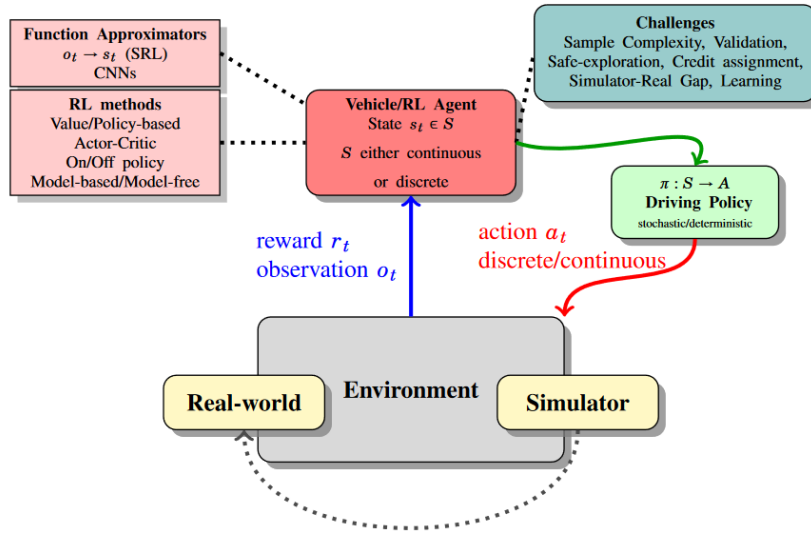 Function Approximators
o_t → s_t (SRL)
CNNs
RL methods
Value/Policy-based
Actor-Critic
On/Off policy
Model-based/Model-free
Vehicle/RL Agent
State s_t ∈ S
S either continuous
or discrete
Challenges
Sample Complexity, Validation,
Safe-exploration, Credit assignment,
Simulator-Real Gap, Learning
π : S → A
Driving Policy
stochastic/deterministic
reward r_t
observation o_t
action a_t
discrete/continuous
Environment
Real-world
Simulator